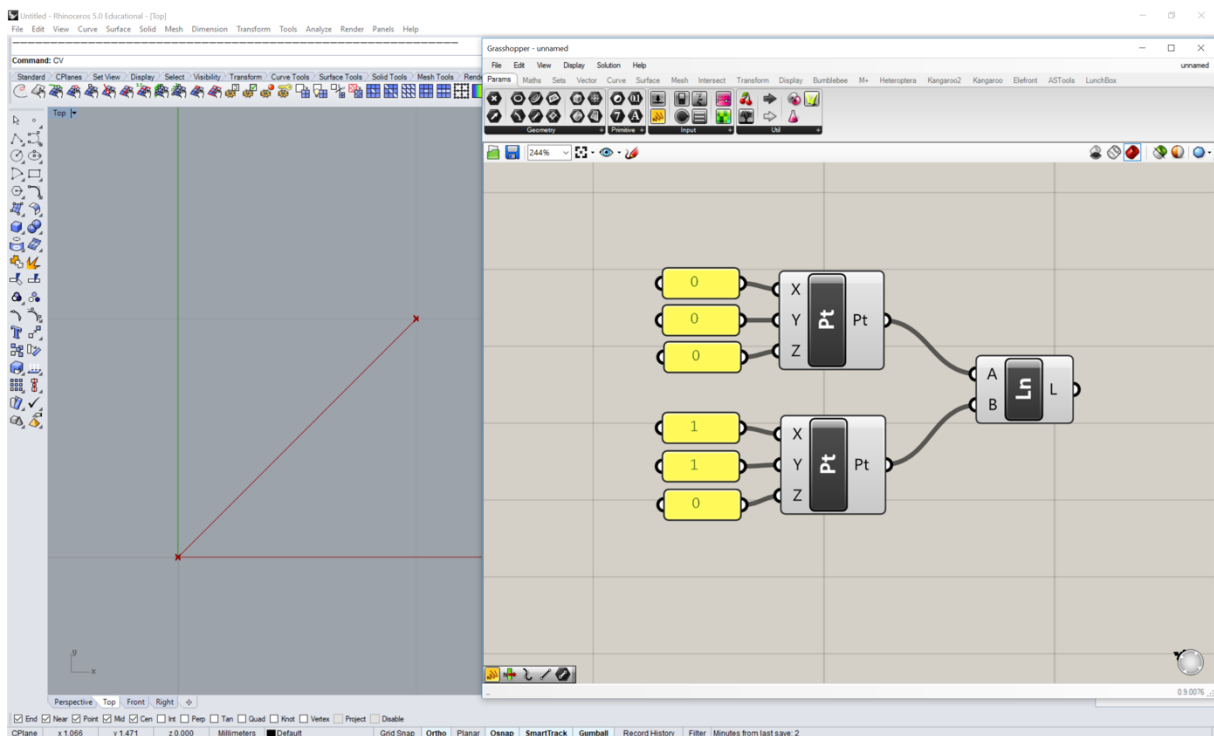 Untitled - Rhinoceros 5.0 Educational - [Top]
File Edit View Curve Surface Solid Mesh Dimension Transform Tools Analyze Render Panels Help
Command: CV
Standard CPlanes Set View Display Select Visibility Transform Curve Tools Surface Tools Solid Tools Mesh Tools Rende
Top
y
x
Perspective Top Front Right
End Near Point Mid Cen Int Perp Tan Quad Knot Vertex Project Disable
CPlane x 1.066 y 1.471 z 0.000 Millimeters Default Grid Snap Ortho Planar Osnap SmartTrack Gumball Record History Filter Minutes from last save: 2
Grasshopper - unnamed
File Edit View Display Solution Help unnamed
Params Maths Sets Vector Curve Surface Mesh Intersect Transform Display Bumblebee M+ Heteroptera Kangaroo2 Kangaroo Elefront ASTools LunchBox
Geometry Primitive Input Util
244%
0 X
0 Y Pt Pt
0 Z
A
B Ln L
1 X
1 Y Pt Pt
0 Z
0.9.0076